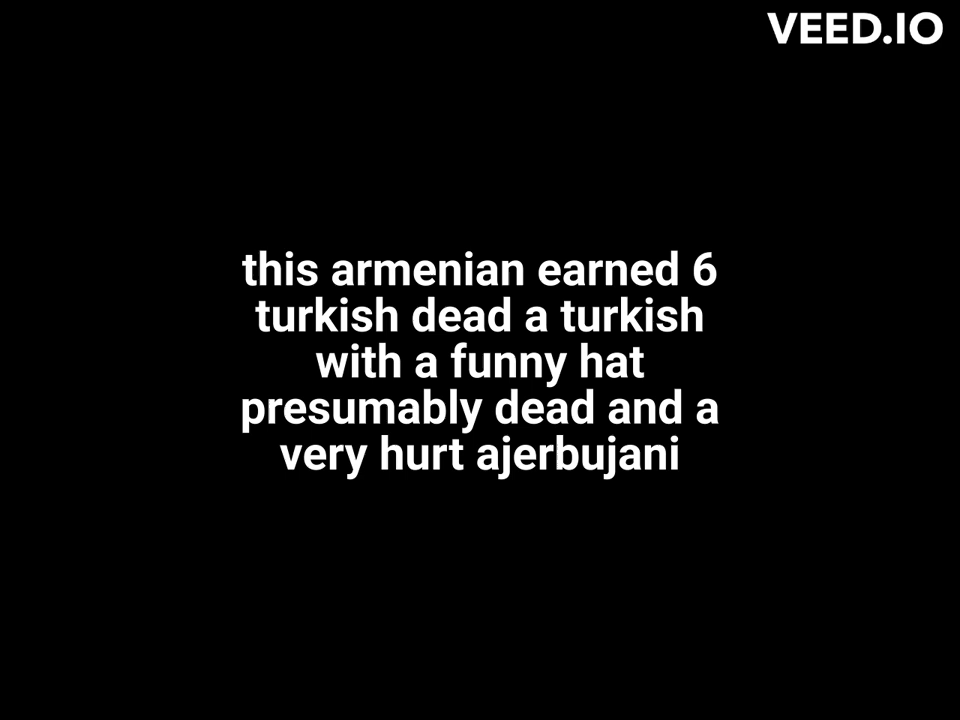 VEED.IO
this armenian earned 6
turkish dead a turkish
with a funny hat
presumably dead and a
very hurt ajerbujani